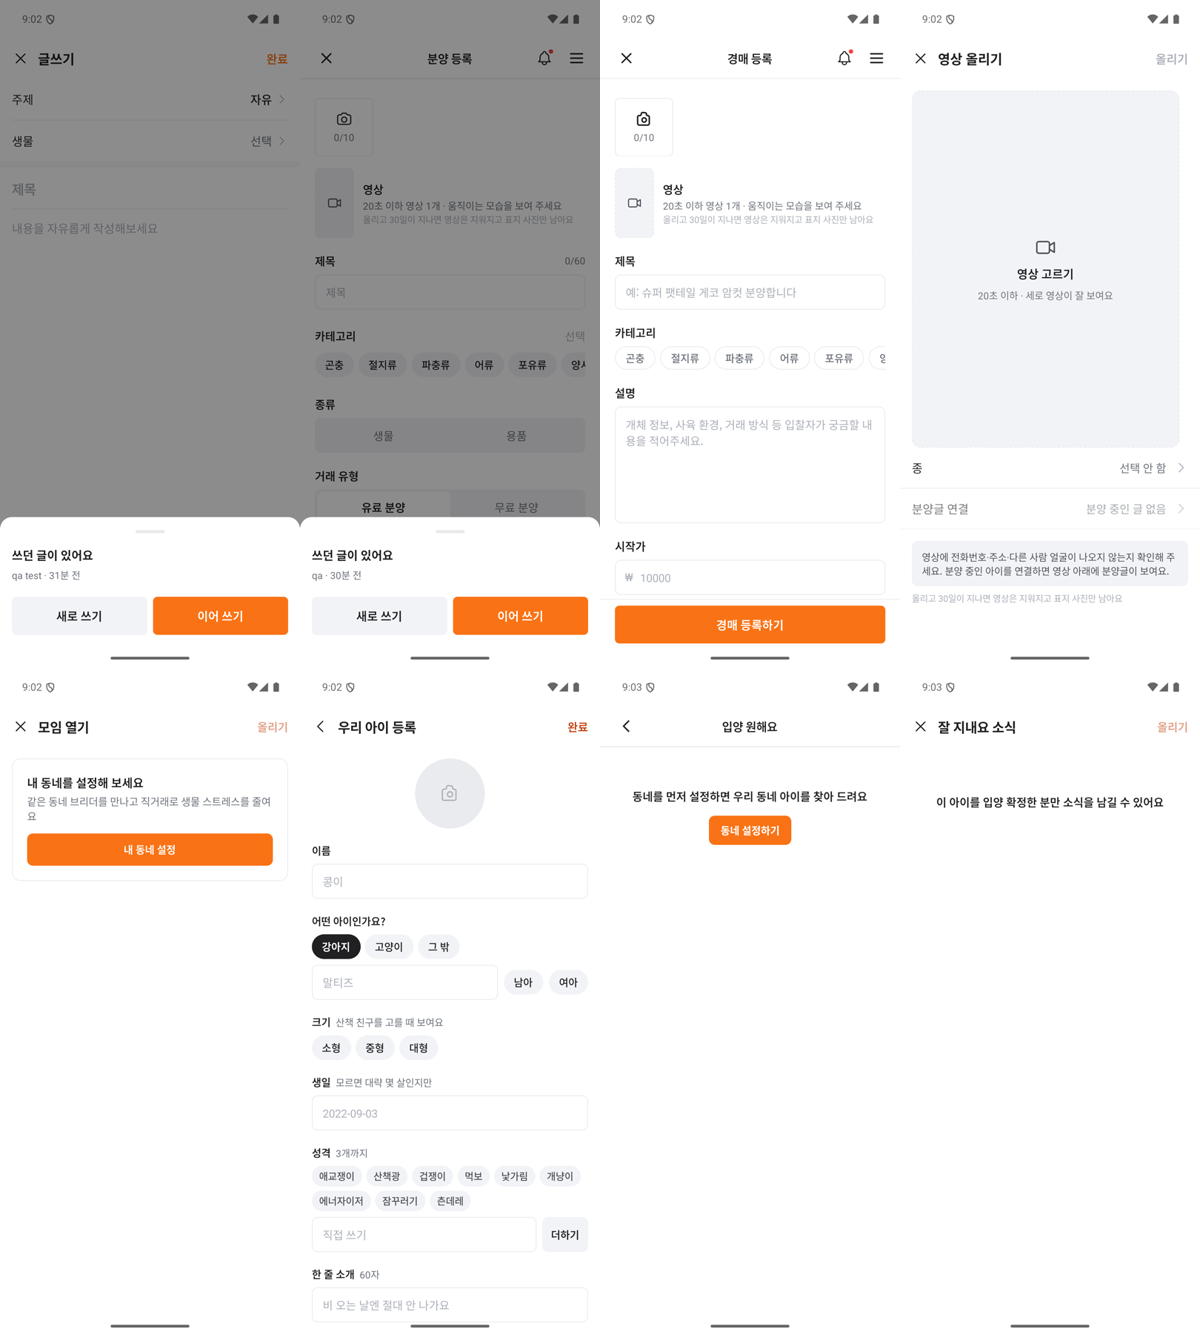 9:02
글쓰기
완료
주제
자유
생물
선택
제목
내용을 자유롭게 작성해보세요
쓰던 글이 있어요
qa test · 31분 전
새로 쓰기
이어 쓰기
9:02
분양 등록
0/10
영상
20초 이하 영상 1개 · 움직이는 모습을 보여 주세요
올리고 30일이 지나면 영상은 지워지고 표지 사진만 남아요
제목
0/60
제목
카테고리
선택
곤충
절지류
파충류
어류
포유류
종류
생물
용품
거래 유형
유료 분양
무료 분양
쓰던 글이 있어요
qa · 30분 전
새로 쓰기
이어 쓰기
9:02
경매 등록
0/10
영상
20초 이하 영상 1개 · 움직이는 모습을 보여 주세요
올리고 30일이 지나면 영상은 지워지고 표지 사진만 남아요
제목
예: 슈퍼 팻테일 게코 암컷 분양합니다
카테고리
곤충
절지류
파충류
어류
포유류
설명
개체 정보, 사육 환경, 거래 방식 등 입찰자가 궁금할 내
용을 적어주세요.
시작가
₩ 10000
경매 등록하기
9:02
영상 올리기
올리기
영상 고르기
20초 이하 · 세로 영상이 잘 보여요
종
선택 안 함
분양글 연결
분양 중인 글 없음
영상에 전화번호·주소·다른 사람 얼굴이 나오지 않는지 확인해 주
세요. 분양 중인 아이를 연결하면 영상 아래에 분양글이 보여요.
올리고 30일이 지나면 영상은 지워지고 표지 사진만 남아요
9:02
모임 열기
올리기
내 동네를 설정해 보세요
같은 동네 브리더를 만나고 직거래로 생물 스트레스를 줄여
요
내 동네 설정
9:02
우리 아이 등록
완료
이름
콩이
어떤 아이인가요?
강아지
고양이
그 밖
말티즈
남아
여아
크기 산책 친구를 고를 때 보여요
소형
중형
대형
생일 모르면 대략 몇 살인지만
2022-09-03
성격 3개까지
애교쟁이
산책광
겁쟁이
먹보
낯가림
개냥이
에너자이저
잠꾸러기
츤데레
직접 쓰기
더하기
한 줄 소개 60자
비 오는 날엔 절대 안 나가요
9:03
입양 원해요
동네를 먼저 설정하면 우리 동네 아이를 찾아 드려요
동네 설정하기
9:03
잘 지내요 소식
올리기
이 아이를 입양 확정한 분만 소식을 남길 수 있어요